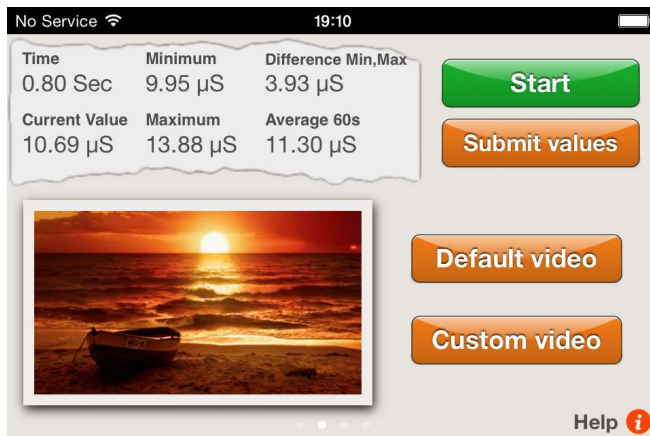 No Service 19:10
Time Minimum Difference Min,Max
0.80 Sec 9.95 µS 3.93 µS
Current Value Maximum Average 60s
10.69 µS 13.88 µS 11.30 µS
Start
Submit values
Default video
Custom video
Help i